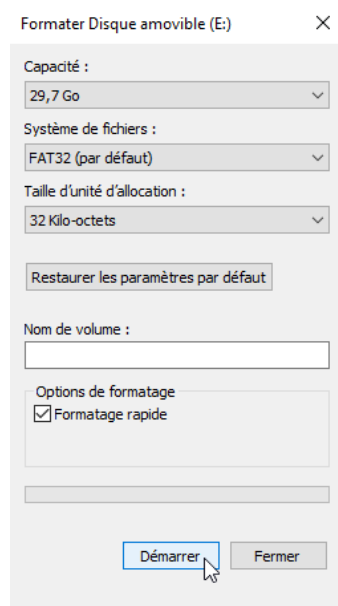 Formater Disque amovible (E:)
Capacité :
29,7 Go
Système de fichiers :
FAT32 (par défaut)
Taille d'unité d'allocation :
32 Kilo-octets
Restaurer les paramètres par défaut
Nom de volume :
Options de formatage
Formatage rapide
Démarrer Fermer